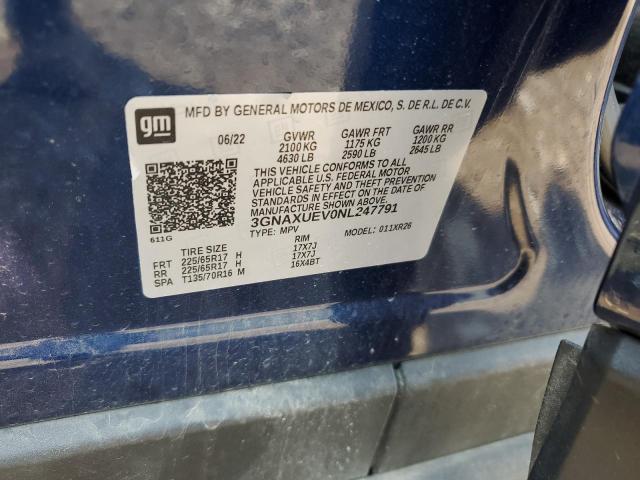 gm
MFD BY GENERAL MOTORS DE MEXICO, S. DE R.L. DE C.V.
06/22 GVWR GAWR FRT GAWR RR
2100 KG 1175 KG 1200 KG
4630 LB 2590 LB 2645 LB
THIS VEHICLE CONFORMS TO ALL
APPLICABLE U.S. FEDERAL MOTOR
VEHICLE SAFETY AND THEFT PREVENTION
STANDARDS IN EFFECT ON THE DATE OF
MANUFACTURE SHOWN ABOVE.
3GNAXUEV0NL247791
611G
TYPE: MPV MODEL: 011XR26
TIRE SIZE RIM
FRT 225/65R17 H 17X7J
RR 225/65R17 H 17X7J
SPA T135/70R16 M 16X4BT